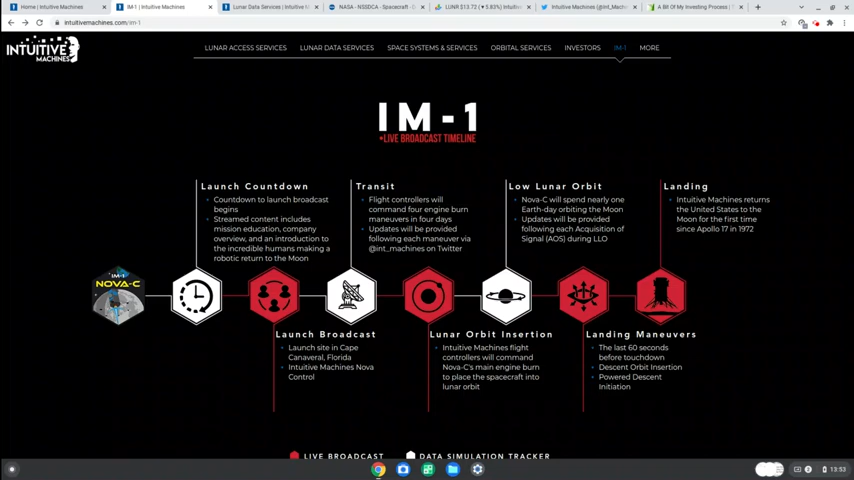 Home | Intuitive Machines
IM-1 | Intuitive Machines
Lunar Data Services | Intuitive M
NASA - NSSDCA - Spacecraft - D
LUNR $13.72 (▼5.83%) Intuitive
Intuitive Machines (@int_Machi
A Bit Of My Investing Process | T
intuitivemachines.com/im-1
INTUITIVE
MACHINES
LUNAR ACCESS SERVICES
LUNAR DATA SERVICES
SPACE SYSTEMS & SERVICES
ORBITAL SERVICES
INVESTORS
IM-1
MORE
IM-1
LIVE BROADCAST TIMELINE
Launch Countdown
Countdown to launch broadcast
begins
Streamed content includes
mission education, company
overview, and an introduction to
the incredible humans making a
robotic return to the Moon
Transit
Flight controllers will
command four engine burn
maneuvers in four days
Updates will be provided
following each maneuver via
@int_machines on Twitter
Low Lunar Orbit
Nova-C will spend nearly one
Earth-day orbiting the Moon
Updates will be provided
following each Acquisition of
Signal (AOS) during LLO
Landing
Intuitive Machines returns
the United States to the
Moon for the first time
since Apollo 17 in 1972
IM-1
NOVA-C
Launch Broadcast
Launch site in Cape
Canaveral, Florida
Intuitive Machines Nova
Control
Lunar Orbit Insertion
Intuitive Machines flight
controllers will command
Nova-C's main engine burn
to place the spacecraft into
lunar orbit
Landing Maneuvers
The last 60 seconds
before touchdown
Descent Orbit Insertion
Powered Descent
Initiation
LIVE BROADCAST
DATA SIMULATION TRACKER
13:53